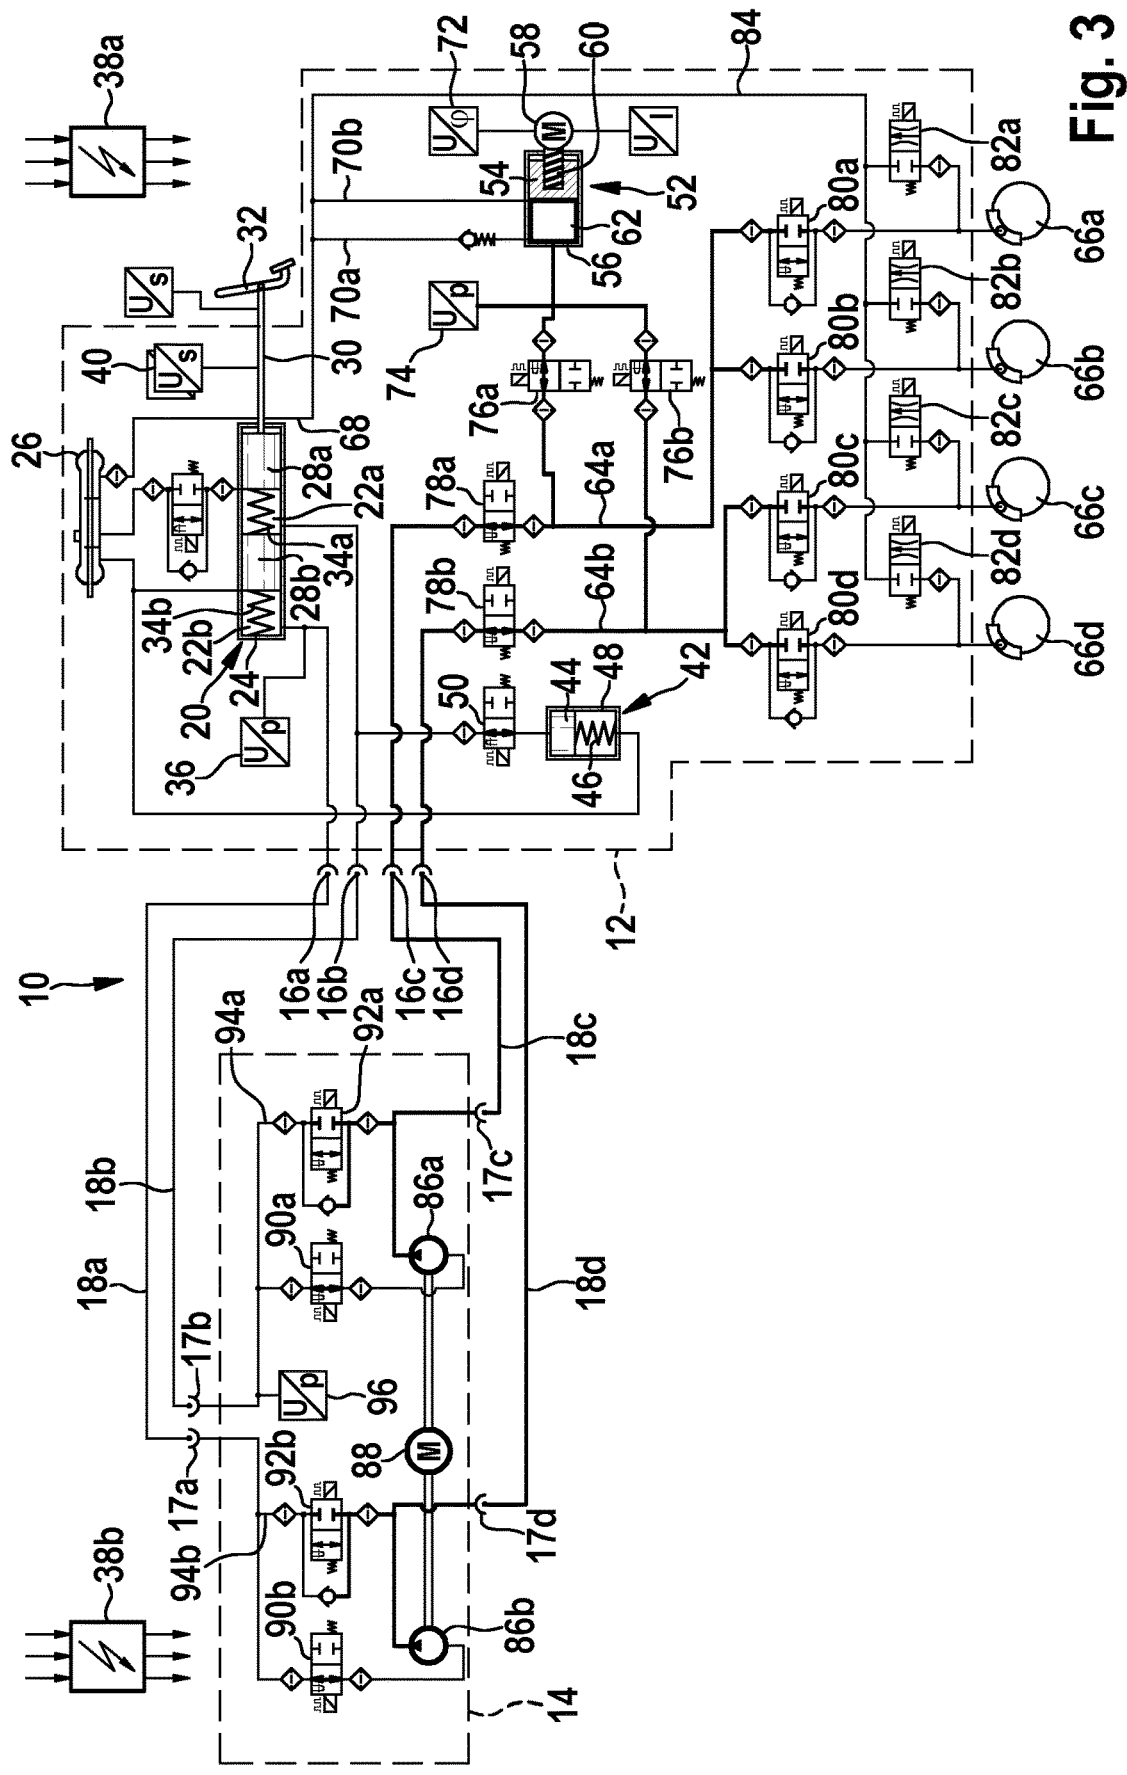 Fig. 3
10
12
14
38a
38b
32
40
U s
U s
30
26
68
28a
22a
34a
28b
34b
22b
24
20
36
U p
70b
70a
72
U φ
58
M
60
U I
84
54
52
62
56
74
U p
76a
76b
78a
78b
50
64a
64b
44
48
42
46
80a
80b
80c
80d
82a
82b
82c
82d
66a
66b
66c
66d
16a
16b
16c
16d
18a
18b
18c
18d
17a
17b
17c
17d
94a
92a
90a
86a
96
U p
88
M
92b
94b
90b
86b